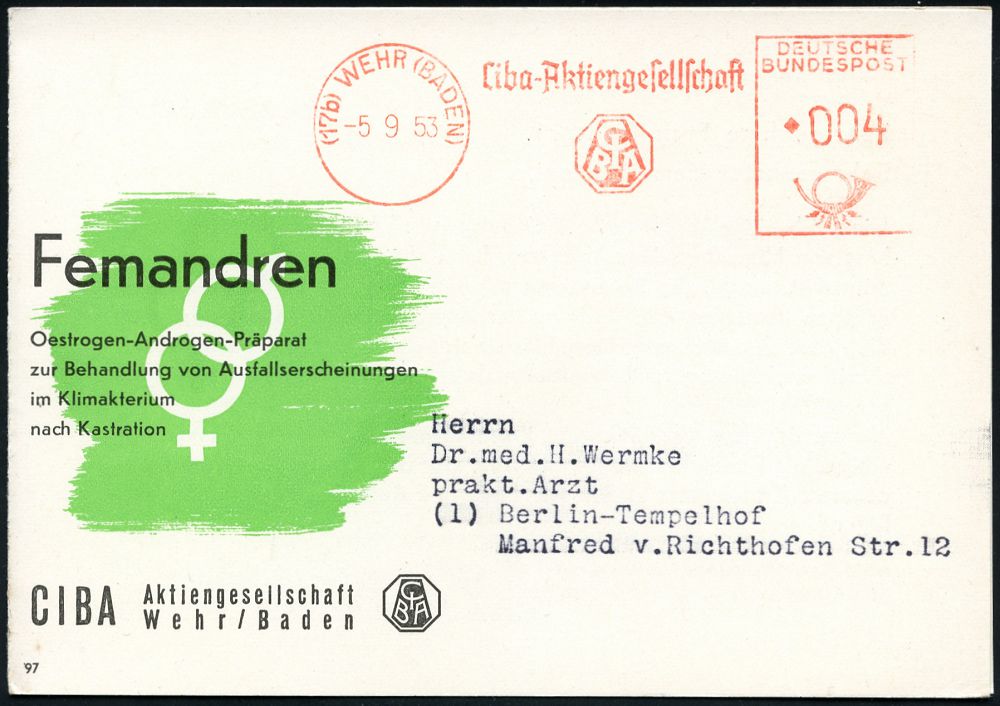 (17b) WEHR (BADEN)
-5 9 53
Ciba-Aktiengesellschaft
CIBA
DEUTSCHE
BUNDESPOST
004
Femandren
Oestrogen-Androgen-Präparat
zur Behandlung von Ausfallserscheinungen
im Klimakterium
nach Kastration
Herrn
Dr.med.H.Wermke
prakt.Arzt
(1) Berlin-Tempelhof
Manfred v.Richthofen Str.12
CIBA Aktiengesellschaft
Wehr/Baden
CIBA
97